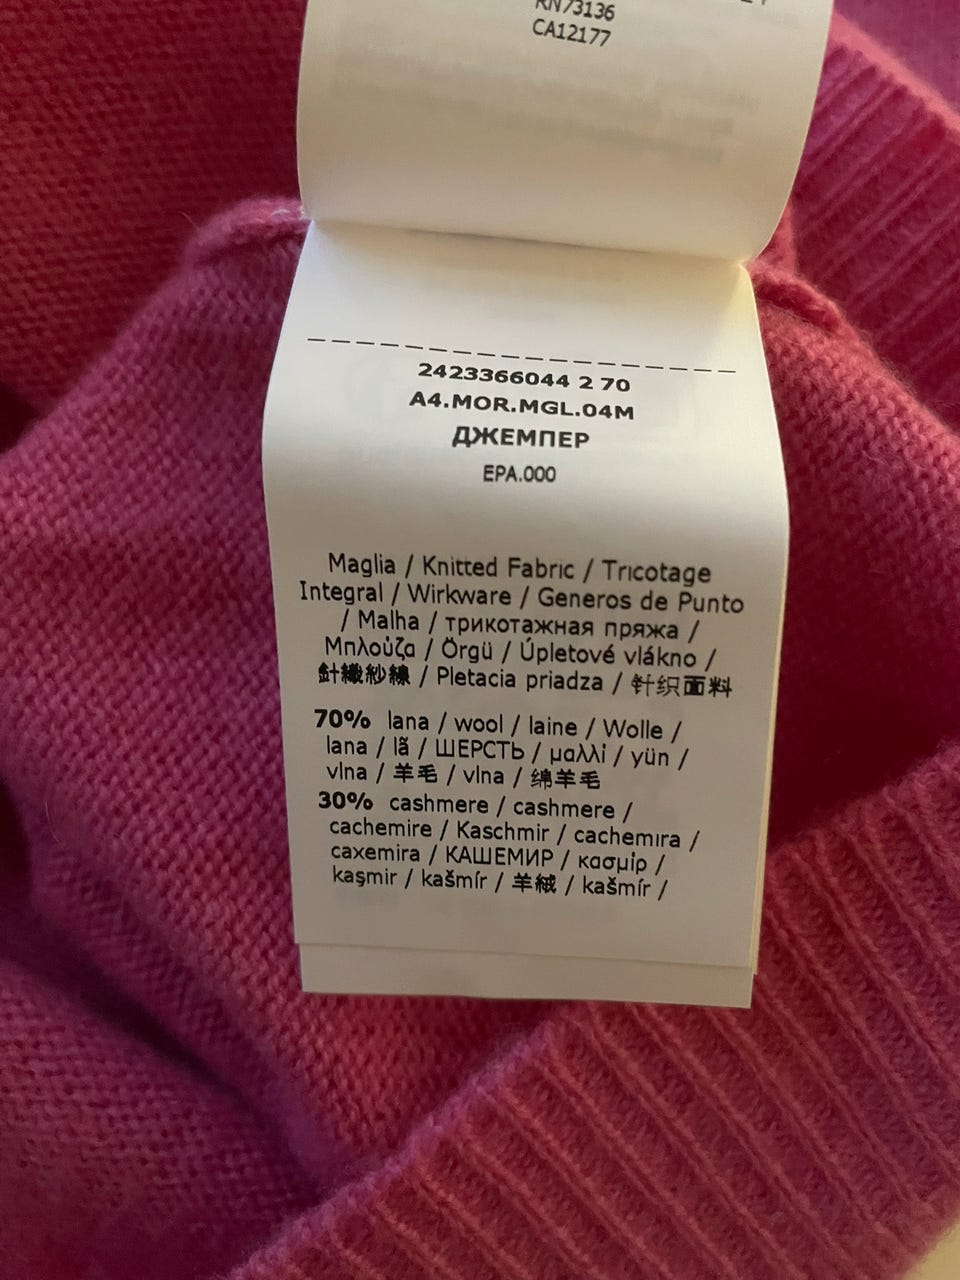 RN73136
CA12177
2423366044 2 70
A4.MOR.MGL.04M
ДЖЕМПЕР
EPA.000
Maglia / Knitted Fabric / Tricotage
Integral / Wirkware / Generos de Punto
/ Malha / трикотажная пряжа /
Μπλούζα / Örgü / Úpletové vlákno /
針織紗線 / Pletacia priadza / 针织面料
70% lana / wool / laine / Wolle /
lana / lã / ШЕРСТЬ / μαλλί / yün /
vlna / 羊毛 / vlna / 绵羊毛
30% cashmere / cashmere /
cachemire / Kaschmir / cachemira /
caxemira / КАШЕМИР / κασμίρ /
kaşmir / kašmír / 羊絨 / kašmír /